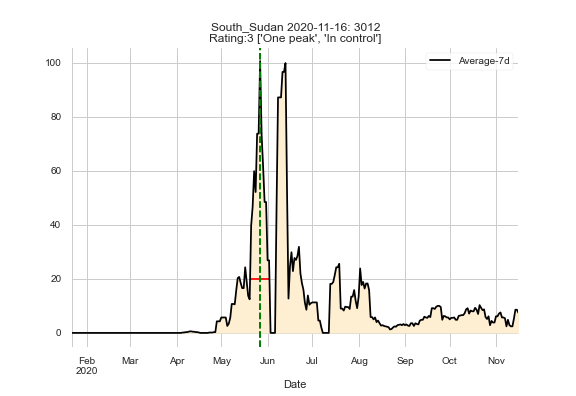 South_Sudan 2020-11-16: 3012
Rating:3 ['One peak', 'In control']
Average-7d
100
80
60
40
20
0
Feb Mar Apr May Jun Jul Aug Sep Oct Nov
2020
Date